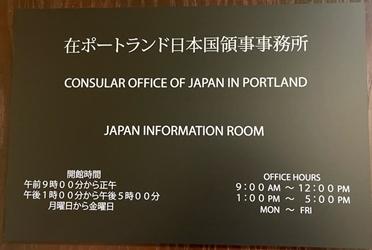 在ポートランド日本国領事事務所
CONSULAR OFFICE OF JAPAN IN PORTLAND
JAPAN INFORMATION ROOM
開館時間
午前9時00分から正午
午後1時00分から午後5時00分
月曜日から金曜日
OFFICE HOURS
9:00 AM ～ 12:00 PM
1:00 PM ～ 5:00 PM
MON ～ FRI